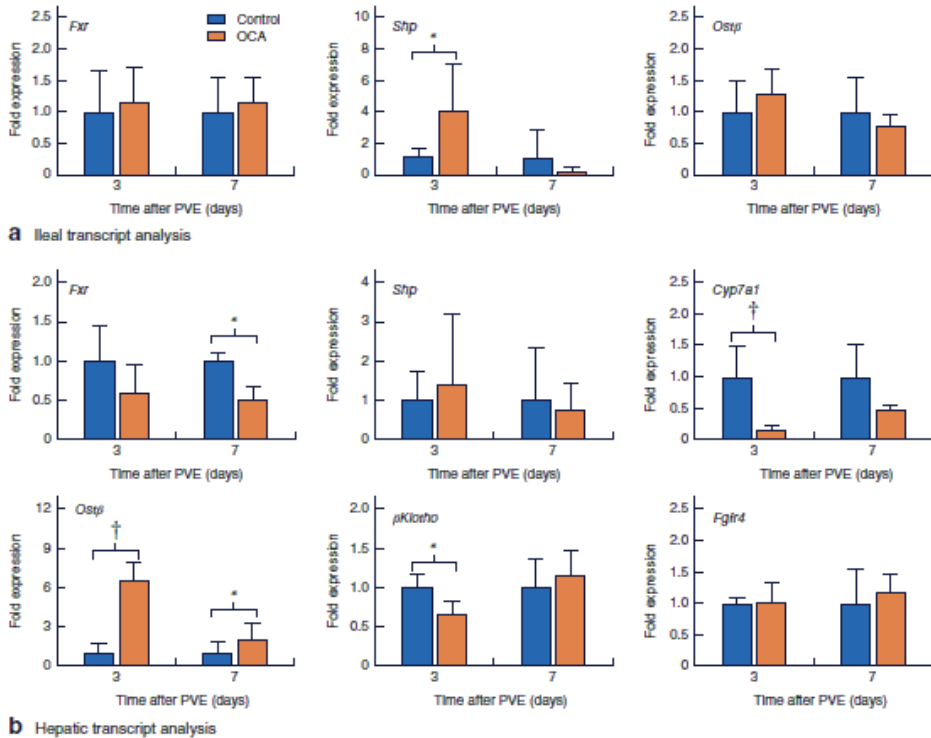 Fxr
Control
OCA
Fold expression
2.5
2.0
1.5
1.0
0.5
0
3
7
Time after PVE (days)
Shp
*
Fold expression
10
8
6
4
2
0
3
7
Time after PVE (days)
Ostβ
Fold expression
2.5
2.0
1.5
1.0
0.5
0
3
7
Time after PVE (days)
a Ileal transcript analysis
Fxr
*
Fold expression
2.0
1.5
1.0
0.5
0
3
7
Time after PVE (days)
Shp
Fold expression
4
3
2
1
0
3
7
Time after PVE (days)
Cyp7a1
†
Fold expression
2.5
2.0
1.5
1.0
0.5
0
3
7
Time after PVE (days)
Ostβ
†
*
Fold expression
12
9
6
3
0
3
7
Time after PVE (days)
βKlotho
*
Fold expression
2.0
1.5
1.0
0.5
0
3
7
Time after PVE (days)
Fgfr4
Fold expression
2.5
2.0
1.5
1.0
0.5
0
3
7
Time after PVE (days)
b Hepatic transcript analysis